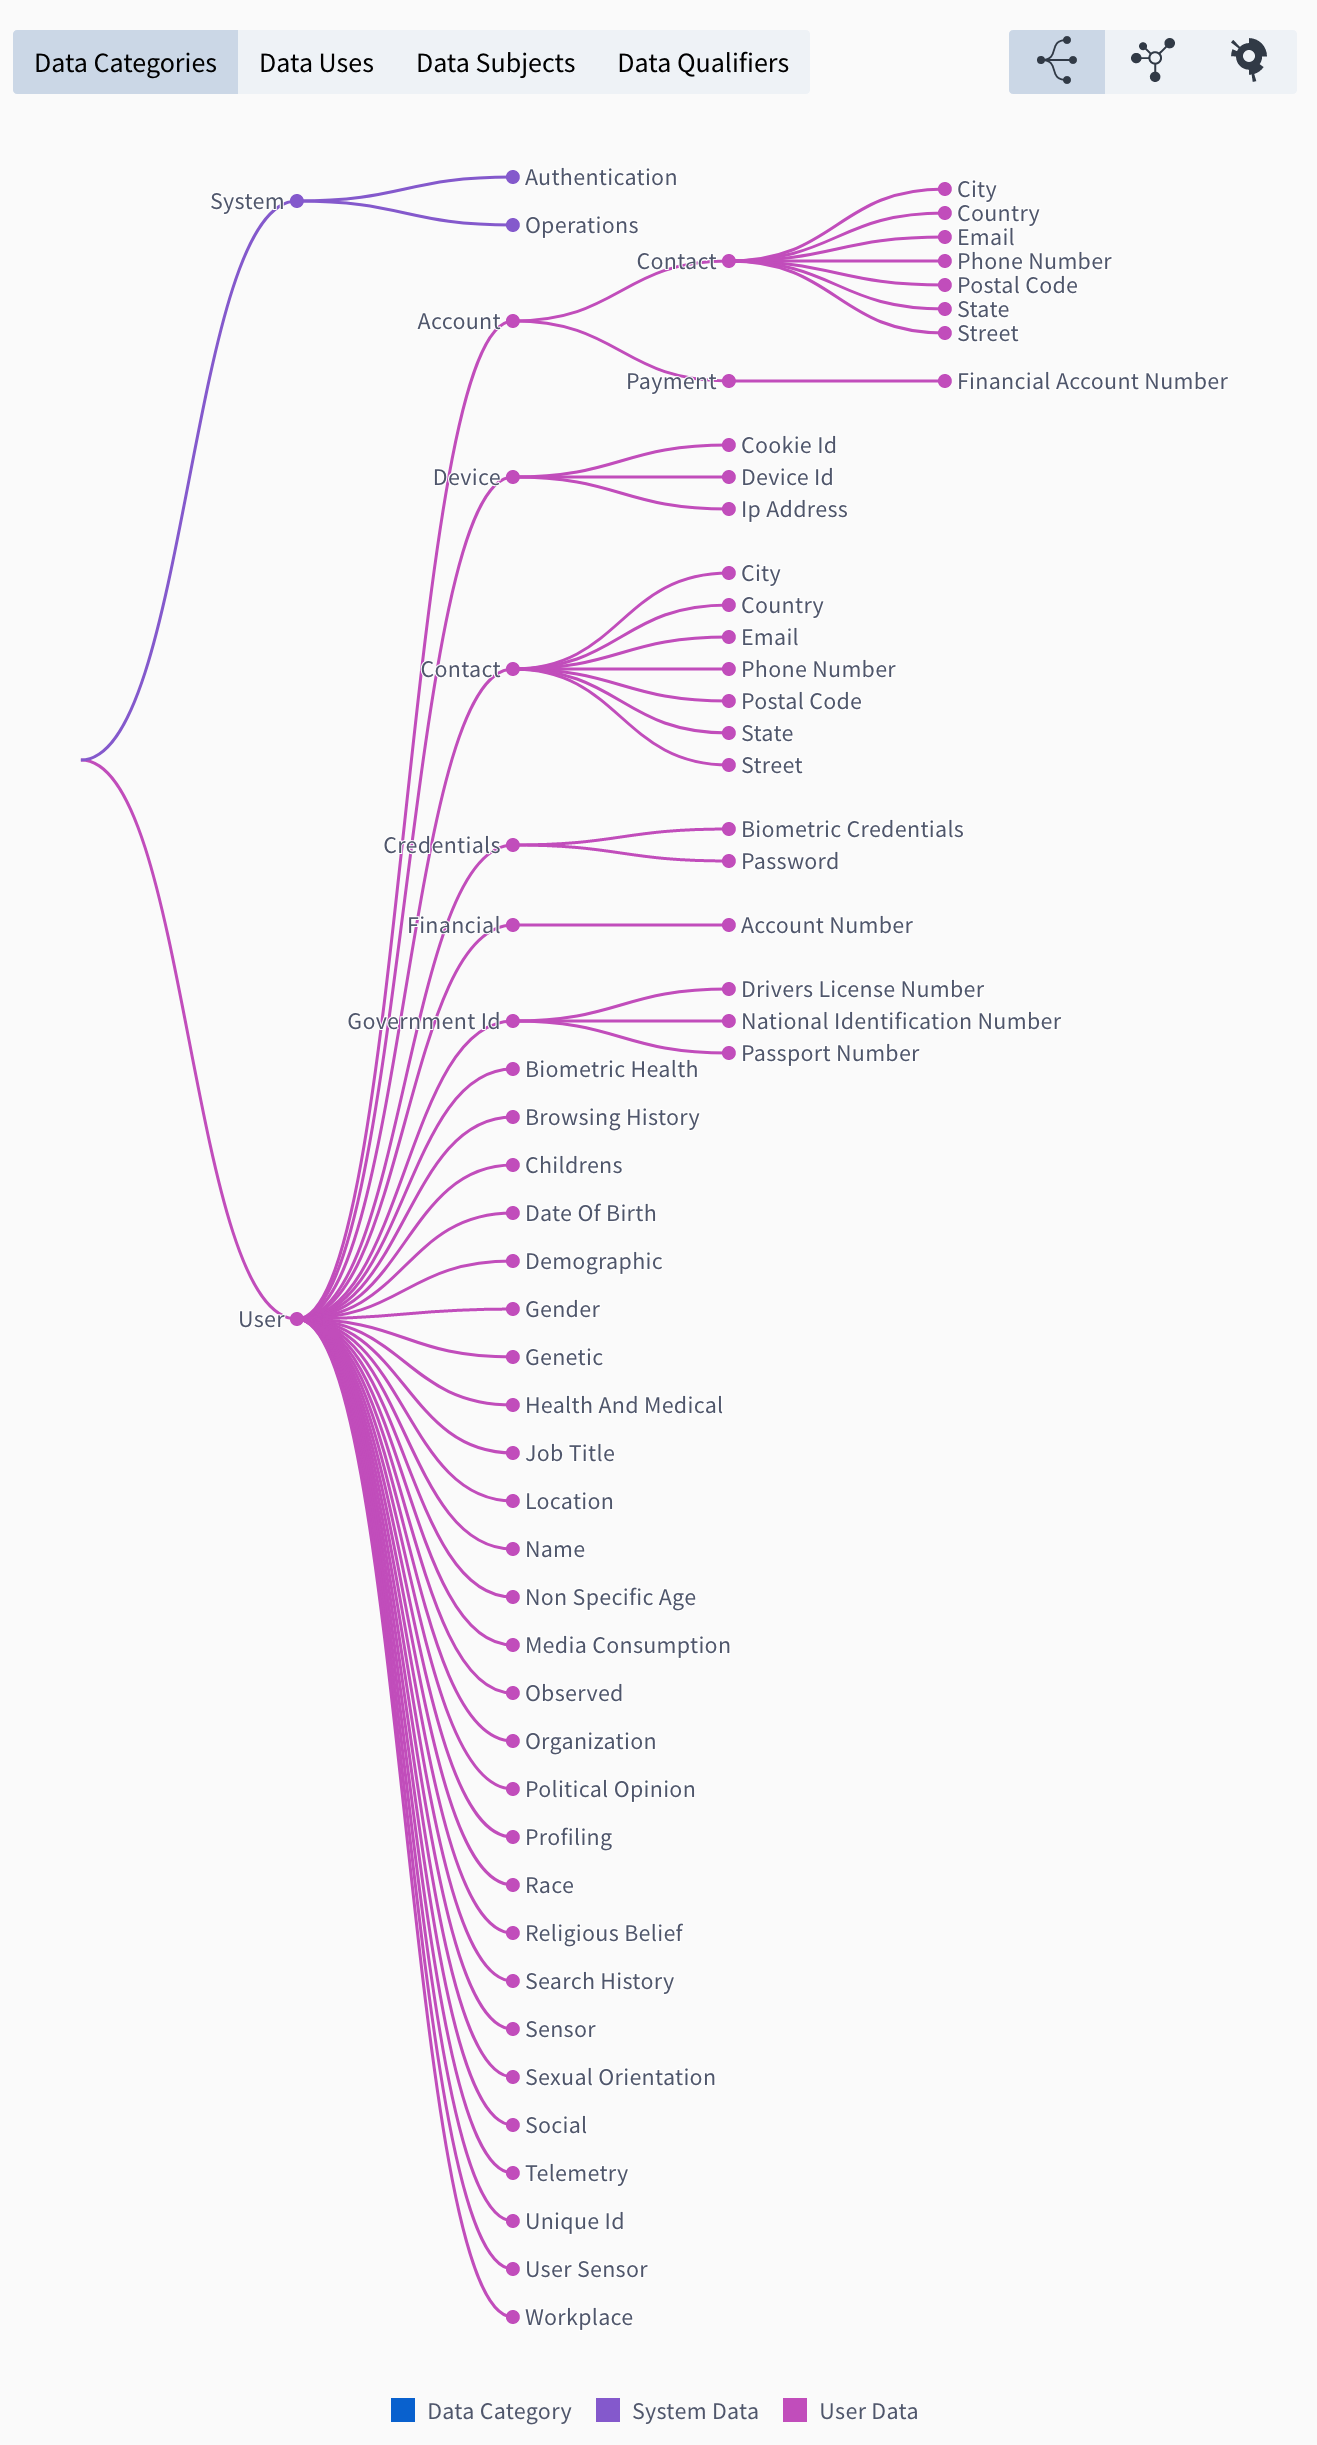 Data Categories
Data Uses
Data Subjects
Data Qualifiers
System
Authentication
Operations
Account
Contact
City
Country
Email
Phone Number
Postal Code
State
Street
Payment
Financial Account Number
Device
Cookie Id
Device Id
Ip Address
Contact
City
Country
Email
Phone Number
Postal Code
State
Street
Credentials
Biometric Credentials
Password
Financial
Account Number
Government Id
Drivers License Number
National Identification Number
Passport Number
Biometric Health
Browsing History
Childrens
Date Of Birth
Demographic
User
Gender
Genetic
Health And Medical
Job Title
Location
Name
Non Specific Age
Media Consumption
Observed
Organization
Political Opinion
Profiling
Race
Religious Belief
Search History
Sensor
Sexual Orientation
Social
Telemetry
Unique Id
User Sensor
Workplace
Data Category
System Data
User Data